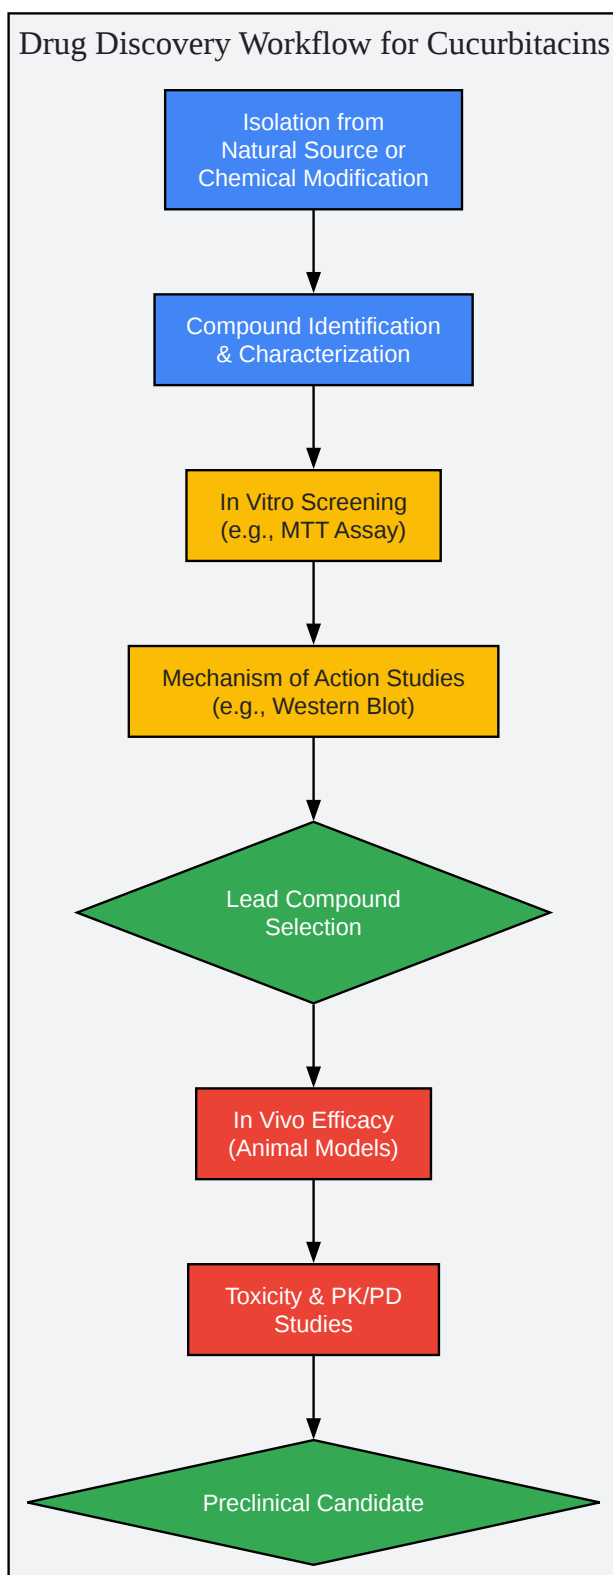 Drug Discovery Workflow for Cucurbitacins
Isolation from
Natural Source or
Chemical Modification
Compound Identification
& Characterization
In Vitro Screening
(e.g., MTT Assay)
Mechanism of Action Studies
(e.g., Western Blot)
Lead Compound
Selection
In Vivo Efficacy
(Animal Models)
Toxicity & PK/PD
Studies
Preclinical Candidate